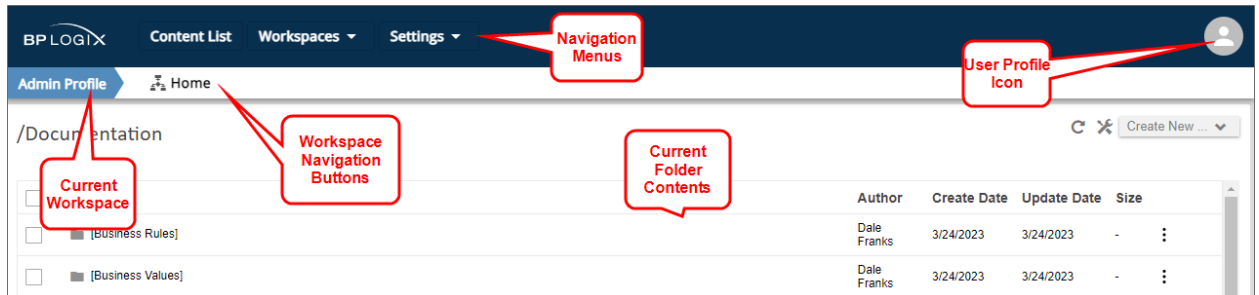 BP LOGIX Content List Workspaces Settings
Navigation
Menus
User Profile
Icon
Admin Profile Home
/Documentation
Create New ...
Workspace
Navigation
Buttons
Current
Folder
Contents
Current
Workspace
Author Create Date Update Date Size
[Business Rules] Dale
Franks 3/24/2023 3/24/2023 -
[Business Values] Dale
Franks 3/24/2023 3/24/2023 -